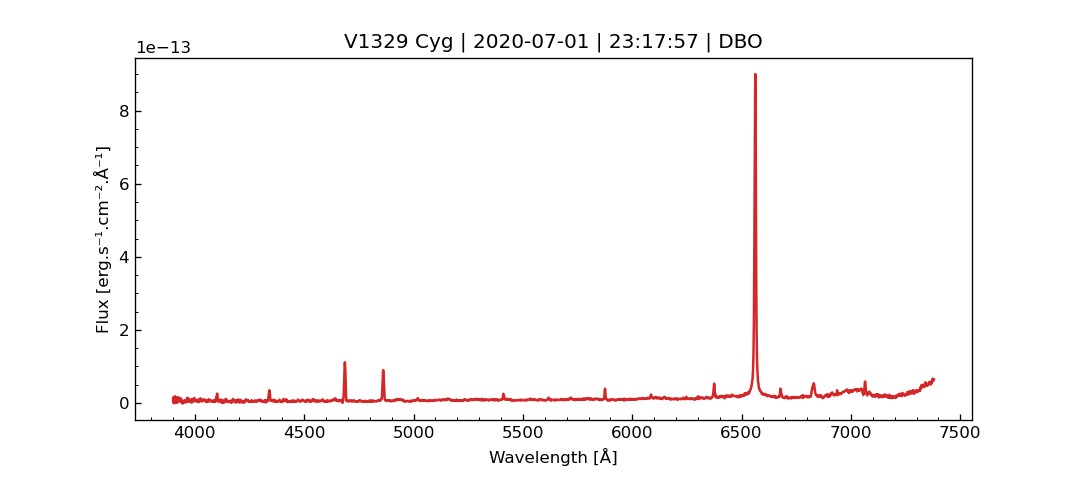 V1329 Cyg | 2020-07-01 | 23:17:57 | DBO
1e−13
8
6
4
2
0
Flux [erg.s⁻¹.cm⁻².Å⁻¹]
4000 4500 5000 5500 6000 6500 7000 7500
Wavelength [Å]